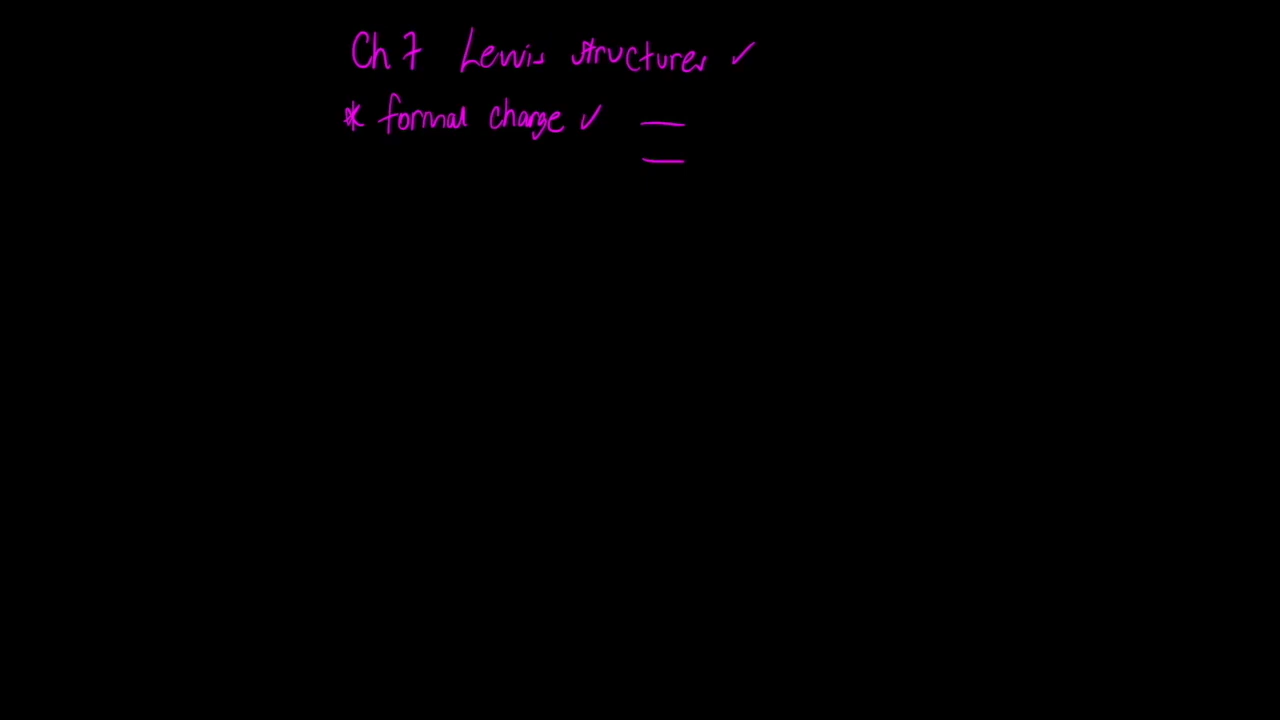 Ch 7 Lewis structures ✓
* formal charge ✓